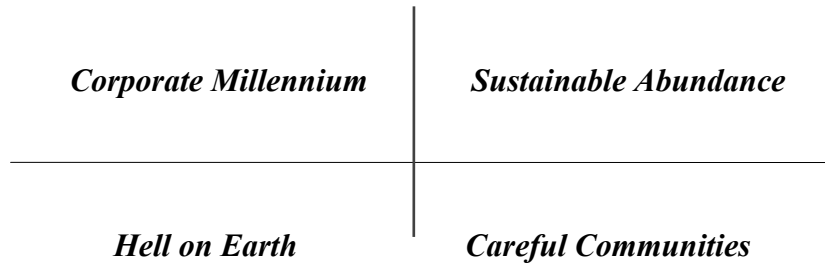 Corporate Millennium Sustainable Abundance
Hell on Earth Careful Communities